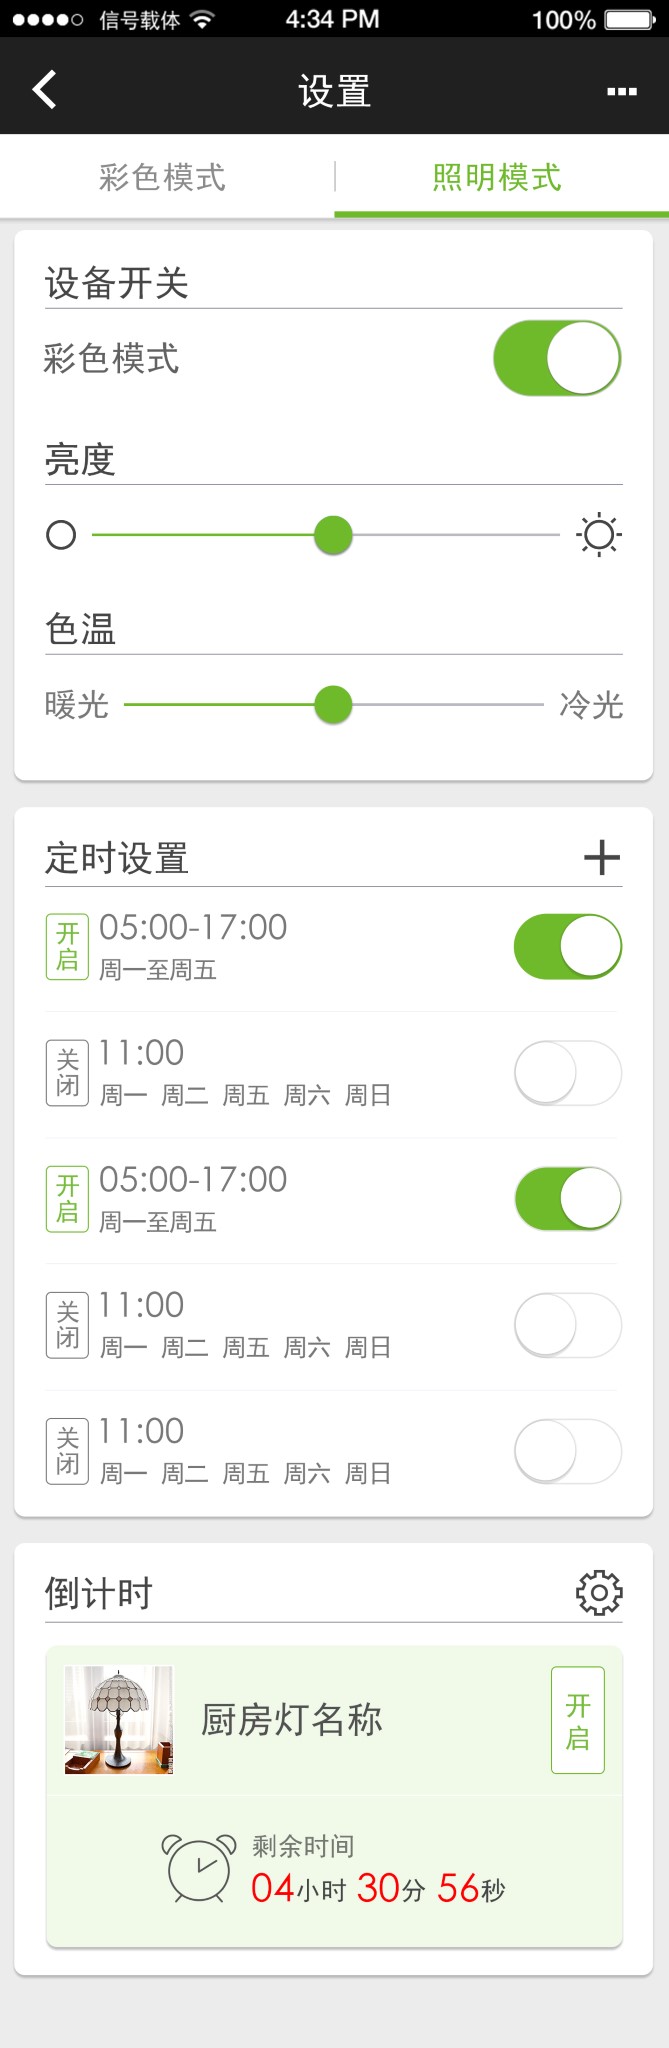 信号载体 4:34 PM 100%
设置
彩色模式 照明模式
设备开关
彩色模式
亮度
色温
暖光 冷光
定时设置
开启 05:00-17:00
周一至周五
关闭 11:00
周一 周二 周五 周六 周日
开启 05:00-17:00
周一至周五
关闭 11:00
周一 周二 周五 周六 周日
关闭 11:00
周一 周二 周五 周六 周日
倒计时
厨房灯名称 开启
剩余时间
04小时 30分 56秒